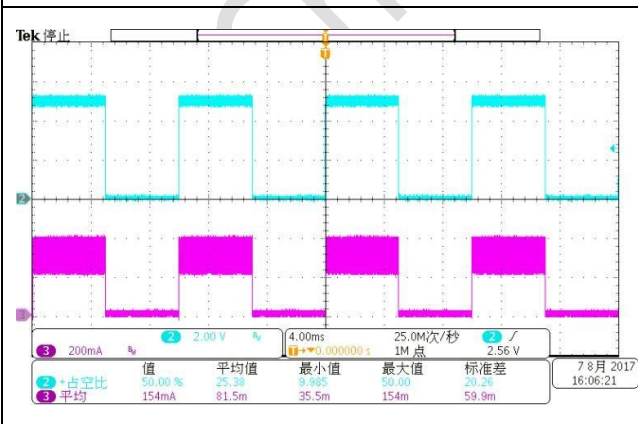 Tek 停止
T
T
2
3
2 2.00 V Bw 4.00ms 25.0M次/秒 2 ∫
3 200mA Bw T→▼0.000000 s 1M 点 2.56 V
值 平均值 最小值 最大值 标准差
2 +占空比 50.00 % 25.38 9.985 50.00 20.26
3 平均 154mA 81.5m 35.5m 154m 59.9m
7 8月 2017
16:06:21